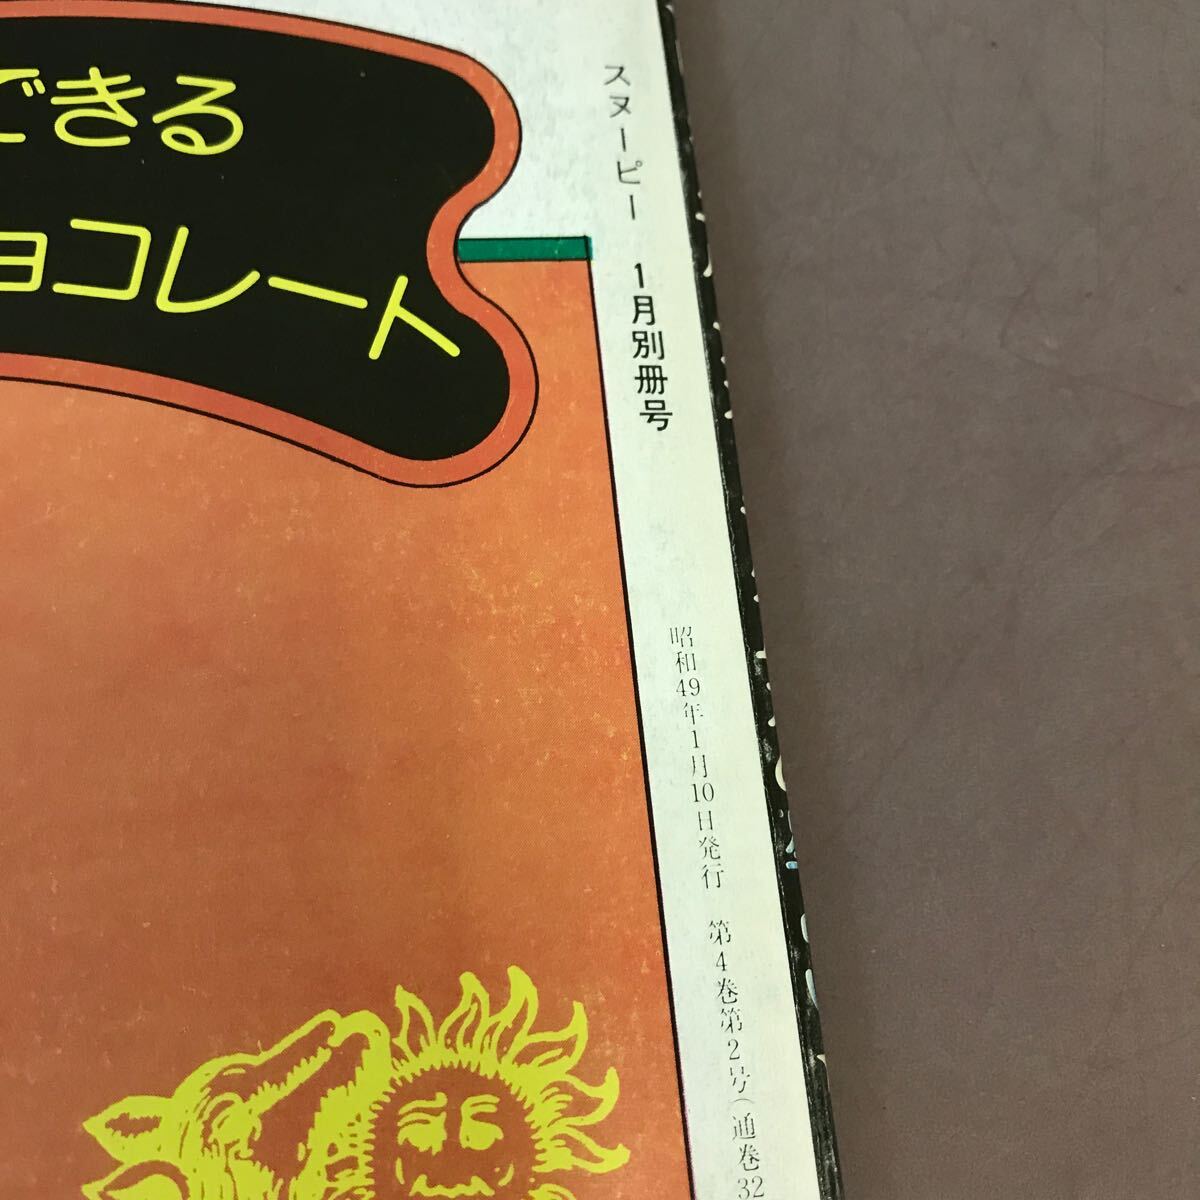 できる
ョコレート
スヌーピー 1月別冊号
昭和49年1月10日発行 第4巻第2号(通巻32